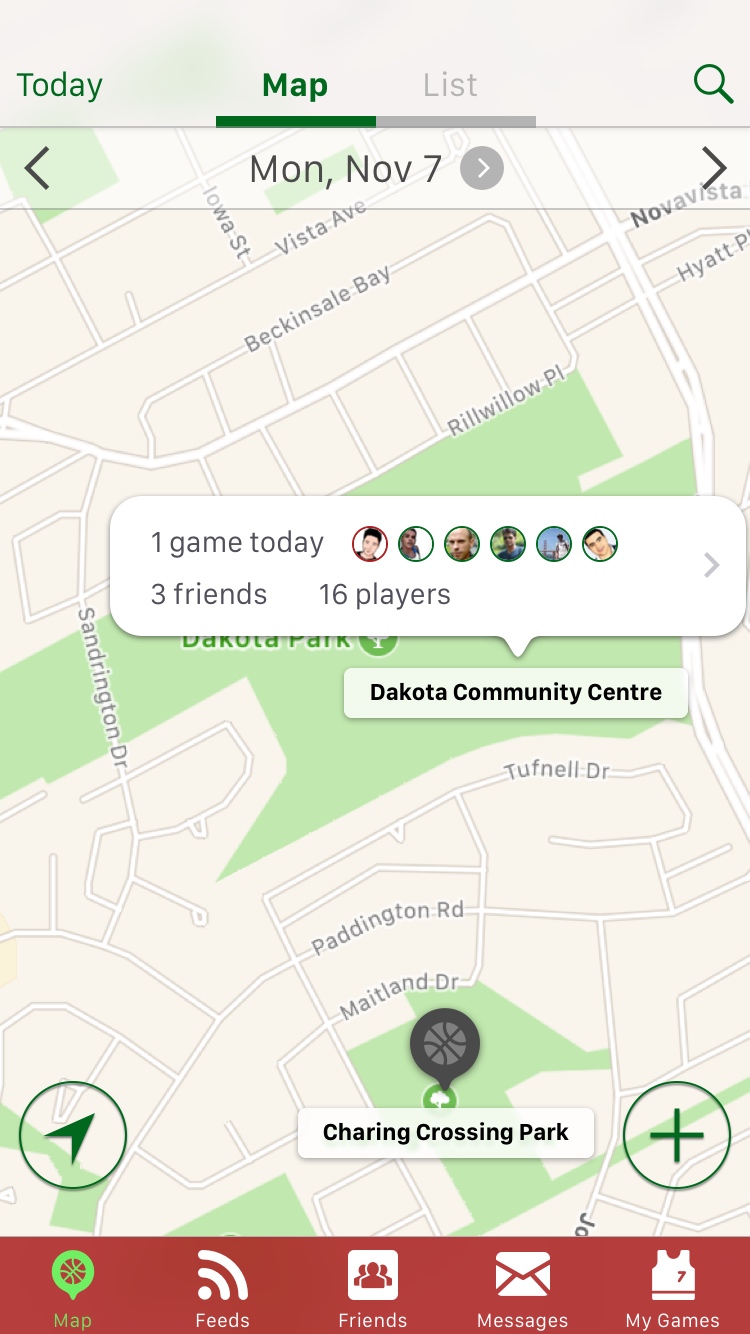 Today
Map
List
Mon, Nov 7
Iowa St
Vista Ave
Novavista
Hyatt Pl
Beckinsale Bay
Rillwillow Pl
1 game today
3 friends 16 players
Dakota Park
Dakota Community Centre
Sandrington Dr
Tufnell Dr
Paddington Rd
Maitland Dr
Charing Crossing Park
Jo
7
Map
Feeds
Friends
Messages
My Games